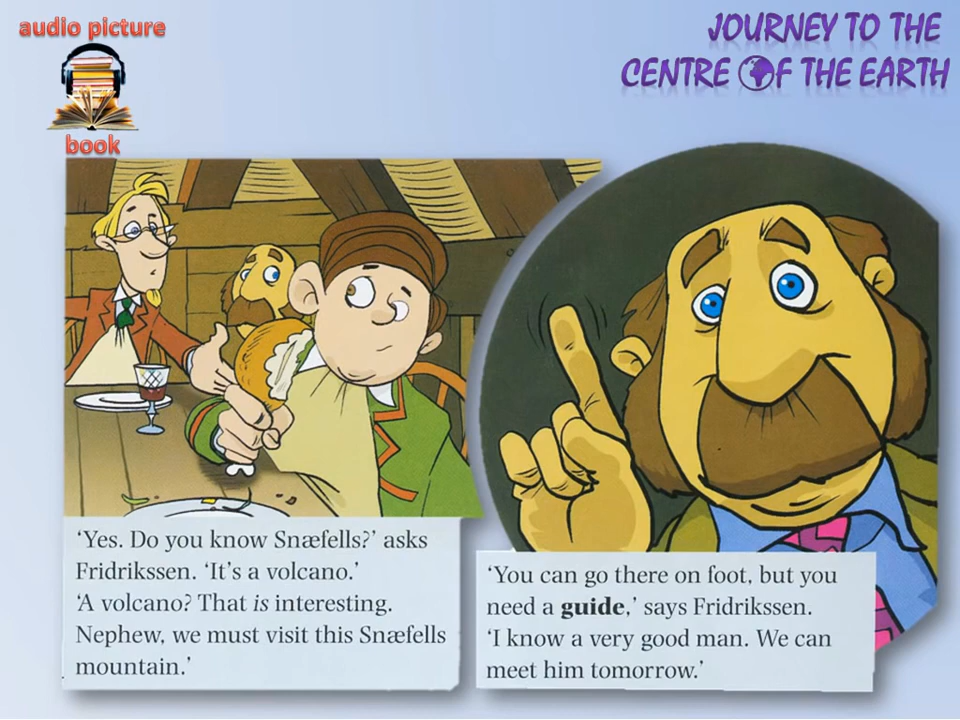 audio picture
book
JOURNEY TO THE
CENTRE OF THE EARTH
‘Yes. Do you know Snæfells?’ asks
Fridrikssen. ‘It’s a volcano.’
‘A volcano? That is interesting.
Nephew, we must visit this Snæfells
mountain.’
‘You can go there on foot, but you
need a guide,’ says Fridrikssen.
‘I know a very good man. We can
meet him tomorrow.’